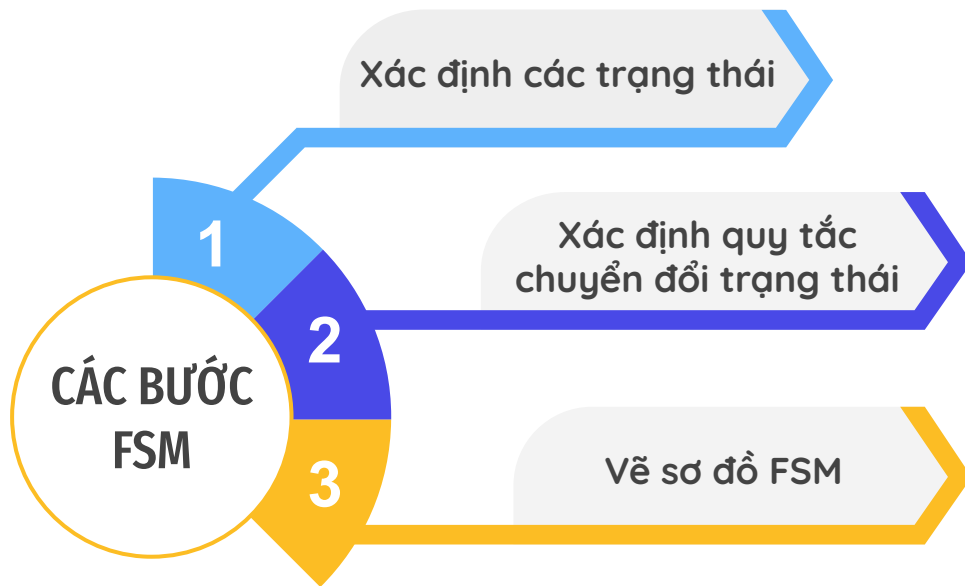 Xác định các trạng thái
1
Xác định quy tắc
chuyển đổi trạng thái
2
CÁC BƯỚC
FSM
3
Vẽ sơ đồ FSM